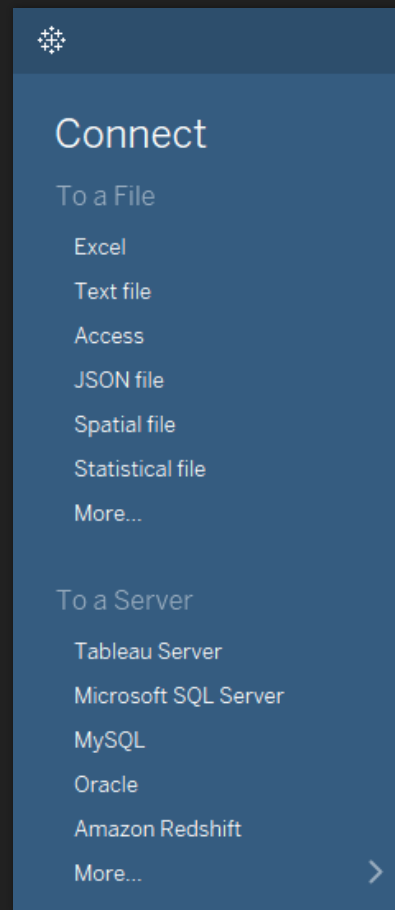 Connect
To a File
Excel
Text file
Access
JSON file
Spatial file
Statistical file
More...
To a Server
Tableau Server
Microsoft SQL Server
MySQL
Oracle
Amazon Redshift
More...